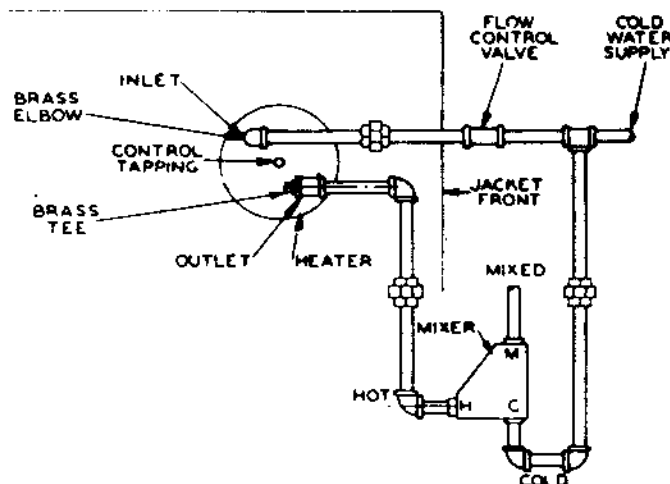 FLOW
CONTROL
VALVE
COLD
WATER
SUPPLY
INLET
BRASS
ELBOW
CONTROL
TAPPING
BRASS
TEE
OUTLET
HEATER
JACKET
FRONT
MIXED
MIXER
M
HOT
H
C
COLD